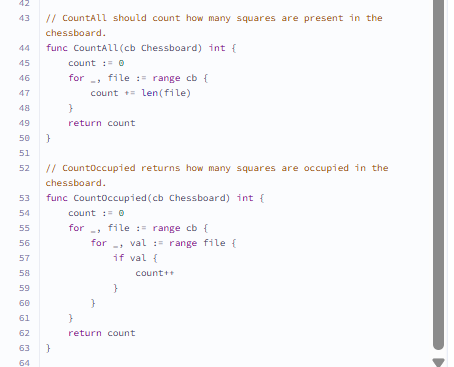 42
43 // CountAll should count how many squares are present in the
chessboard.
44 func CountAll(cb Chessboard) int {
45     count := 0
46     for _, file := range cb {
47         count += len(file)
48     }
49     return count
50 }
51
52 // CountOccupied returns how many squares are occupied in the
chessboard.
53 func CountOccupied(cb Chessboard) int {
54     count := 0
55     for _, file := range cb {
56         for _, val := range file {
57             if val {
58                 count++
59             }
60         }
61     }
62     return count
63 }
64